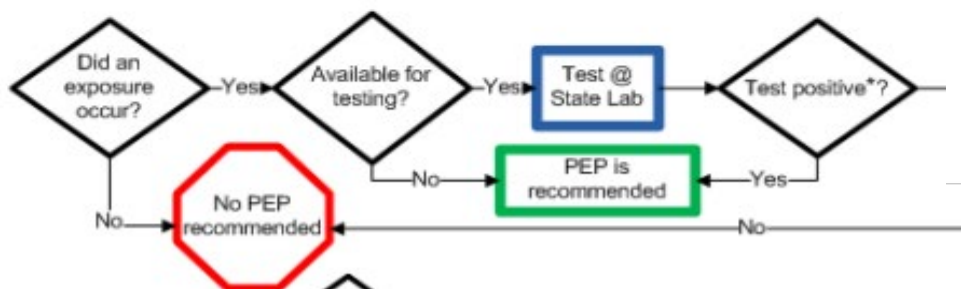 Did an
exposure
occur?
Yes
Available for
testing?
Yes
Test @
State Lab
Test positive*?
No
PEP is
recommended
Yes
No
No PEP
recommended
No